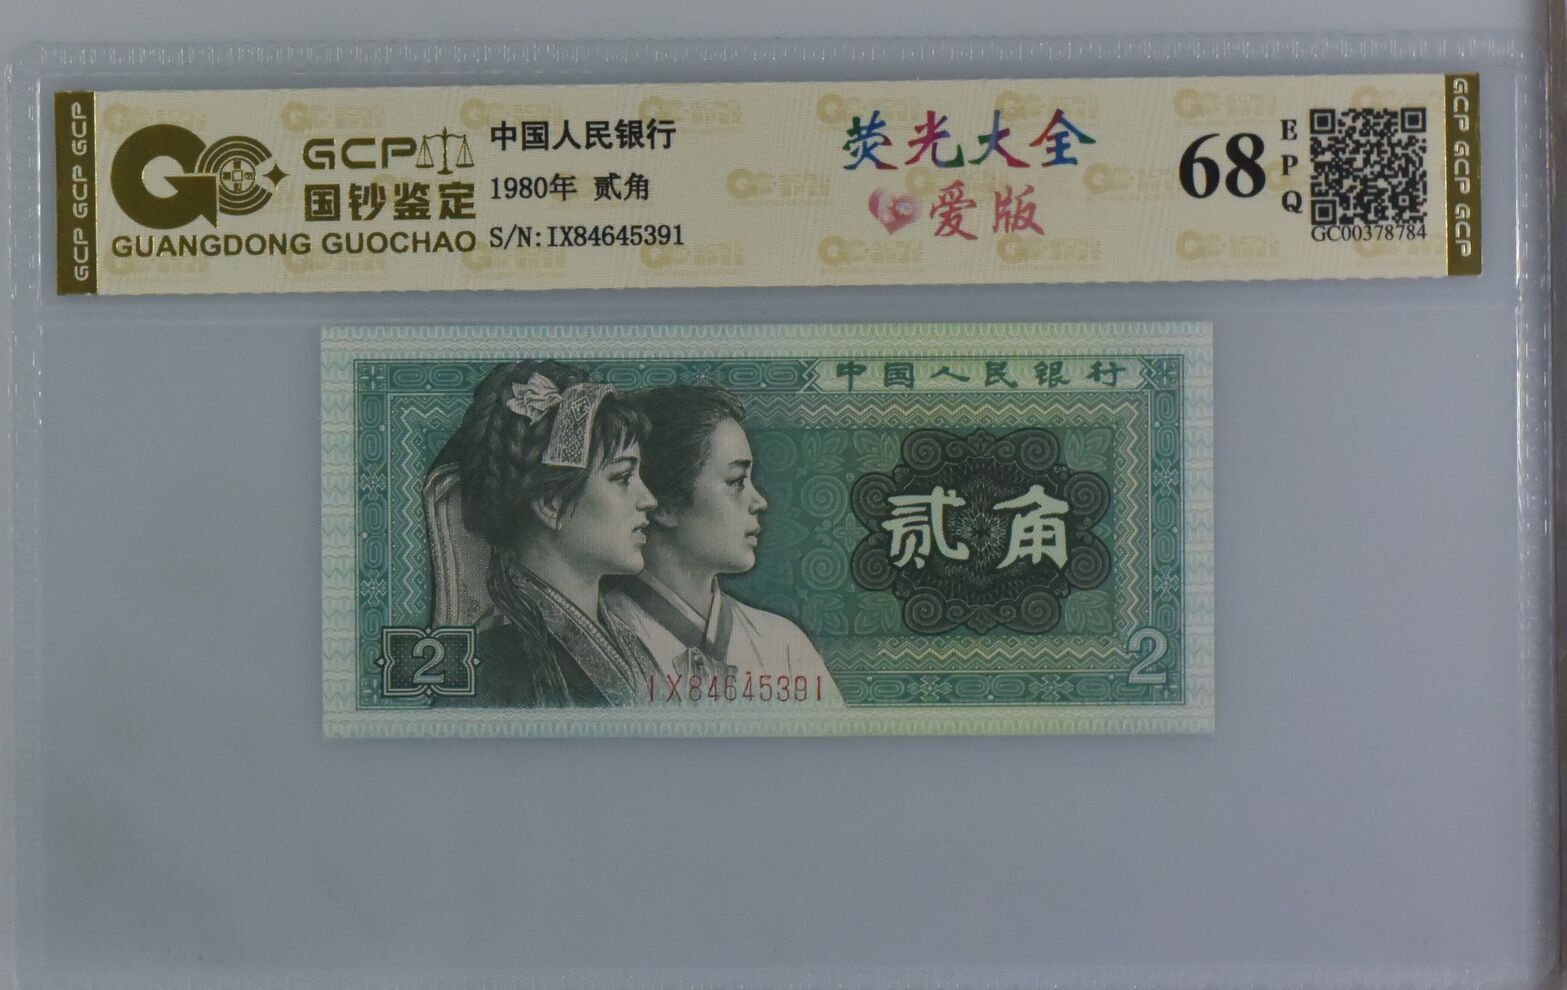 GCP GCP GCP
GCP
国钞鉴定
GUANGDONG GUOCHAO
中国人民银行
1980年 贰角
S/N:IX84645391
荧光大全
爱版
68
EPQ
GC00378784
GCP GCP GCP
中国人民银行
贰角
2
IX84645391
2